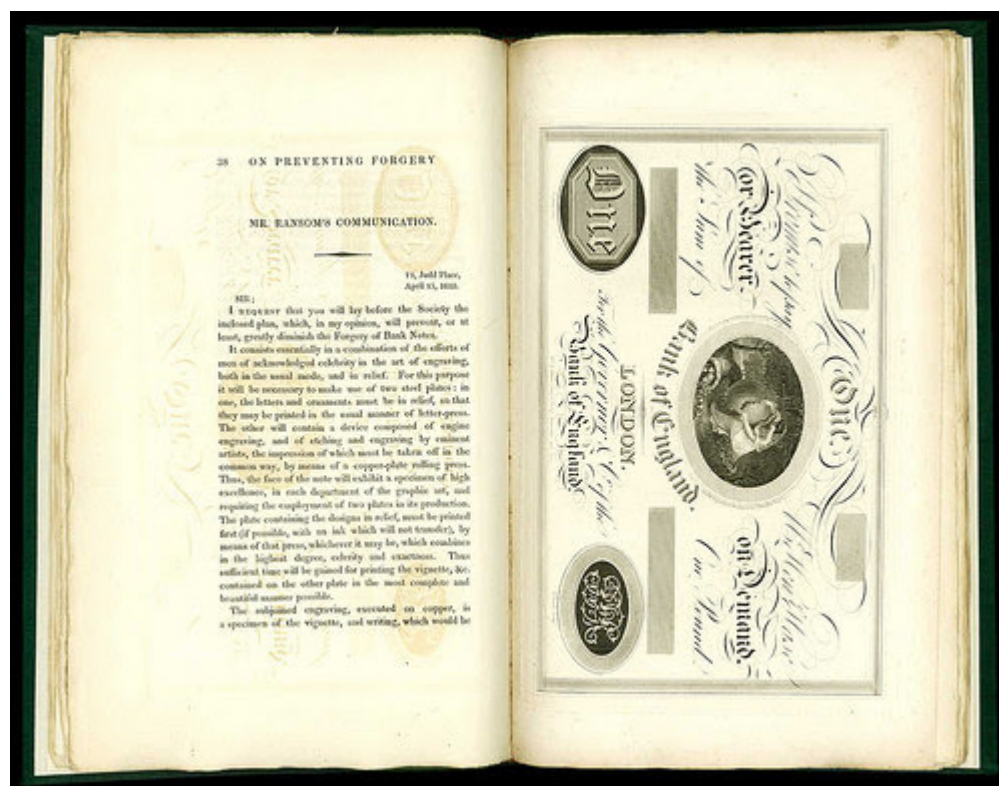 38 ON PREVENTING FORGERY
MR. RANSOM'S COMMUNICATION.
Judd Place,
April
SIR;
I REQUEST that you will lay before the Society the
inclosed plan, which, in my opinion, will prevent, or at
least, greatly diminish the Forgery of Bank Notes.
It consists essentially in a combination of the efforts of
men of acknowledged celebrity in the art of engraving,
both in the usual mode, and in relief. For this purpose
it will be necessary to make use of two steel plates: in
one, the letters and ornaments must be in relief, so that
they may be printed in the usual manner of letter-press.
The other will contain a device composed of engine
engraving, and of etching and engraving by eminent
artists, the impression of which must be taken off in the
common way, by means of a copper-plate rolling press.
Thus, the face of the note will exhibit a specimen of high
excellence, in each department of the graphic art, and
requiring the employment of two plates in its production.
The plate containing the designs in relief, must be printed
first (if possible, with an ink which will not transfer), by
means of that press, whichever it may be, which combines
in the highest degree, celerity and exactness. Thus
sufficient time will be gained for printing the vignette, &c.
contained on the other plate in the most complete and
beautiful manner possible.
The subjoined engraving, executed on copper, is
a specimen of the vignette, and writing, which would be
One
I Promise to pay
or Bearer
on Demand.
the Sum of
One Pound
Bank of England.
LONDON.
For the Governor & Co. of the
Bank of England.
One